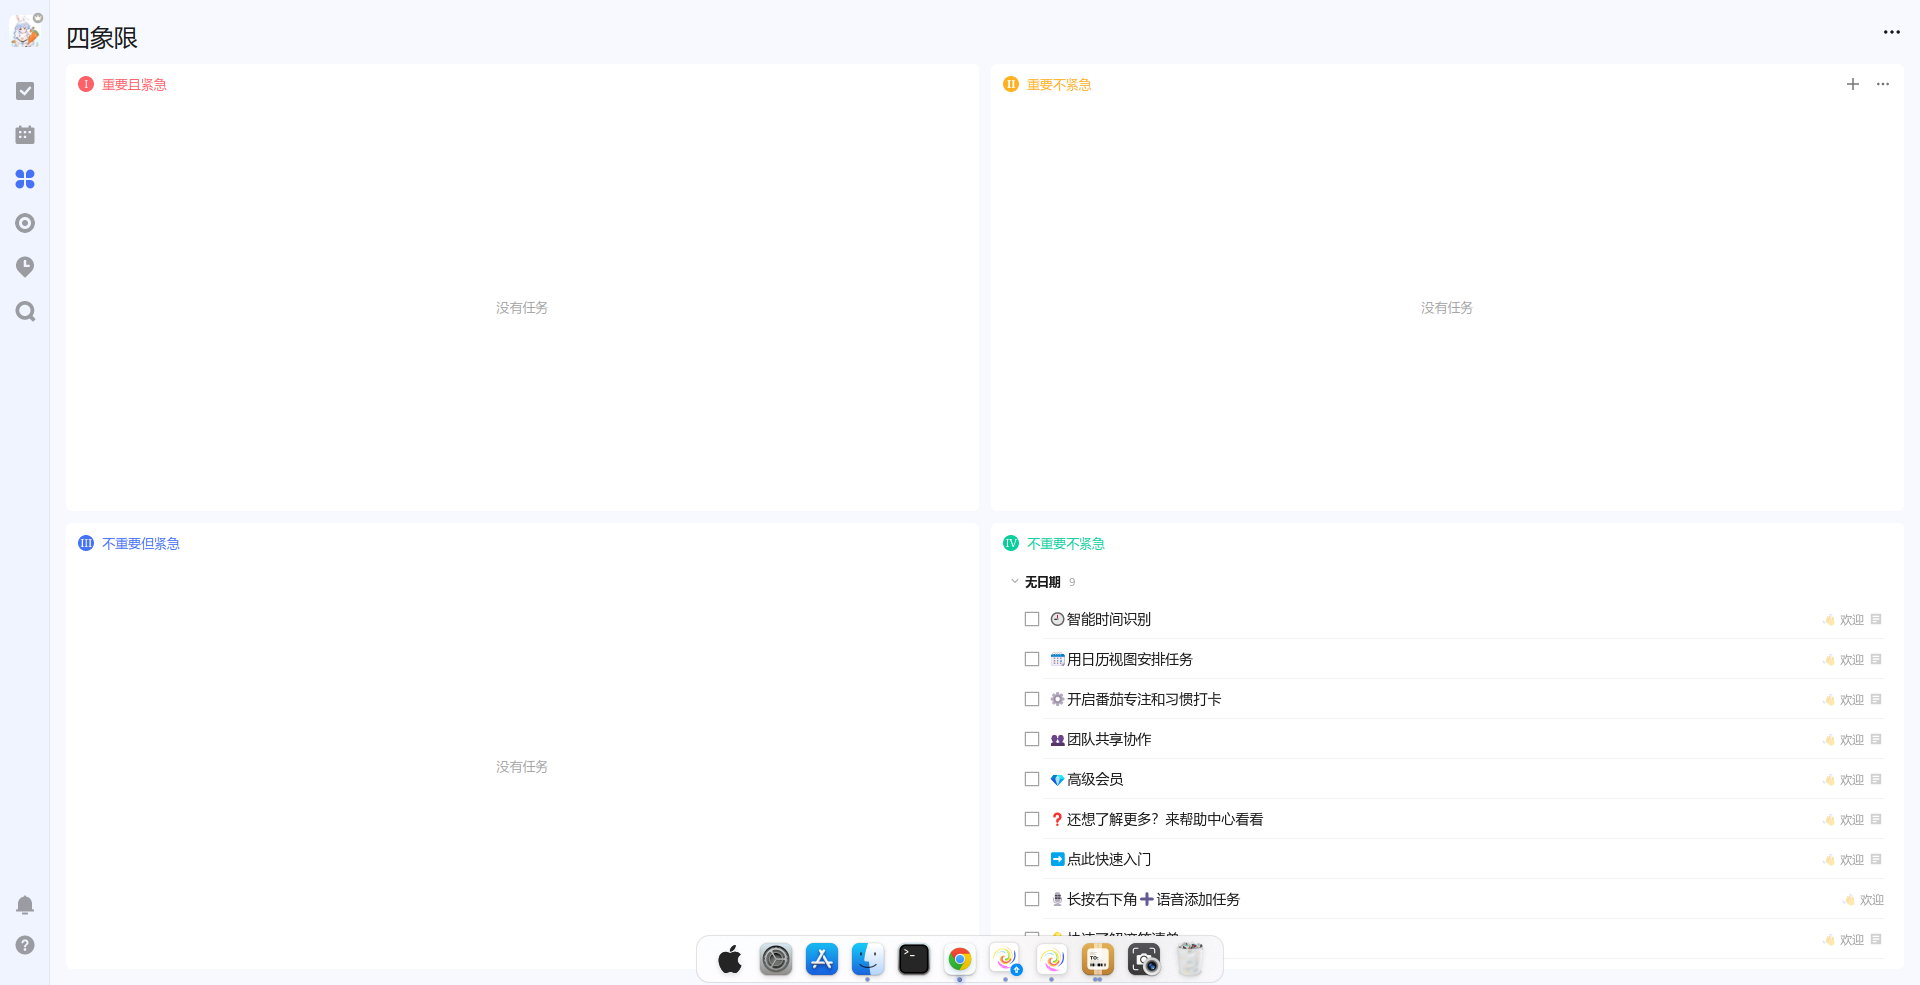 四象限
I 重要且紧急
没有任务
II 重要不紧急
没有任务
III 不重要但紧急
没有任务
IV 不重要不紧急
无日期 9
智能时间识别 欢迎
用日历视图安排任务 欢迎
开启番茄专注和习惯打卡 欢迎
团队共享协作 欢迎
高级会员 欢迎
❓还想了解更多？来帮助中心看看 欢迎
点此快速入门 欢迎
长按右下角➕语音添加任务 欢迎
欢迎
TO: